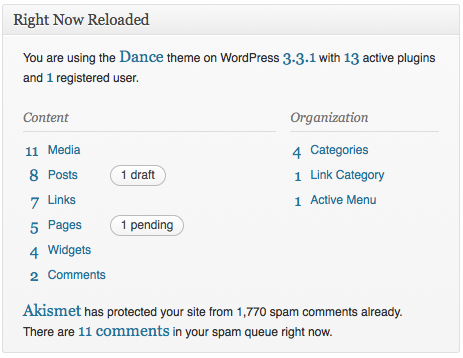 Right Now Reloaded
You are using the Dance theme on WordPress 3.3.1 with 13 active plugins
and 1 registered user.
Content
11 Media
8 Posts 1 draft
7 Links
5 Pages 1 pending
4 Widgets
2 Comments
Organization
4 Categories
1 Link Category
1 Active Menu
Akismet has protected your site from 1,770 spam comments already.
There are 11 comments in your spam queue right now.